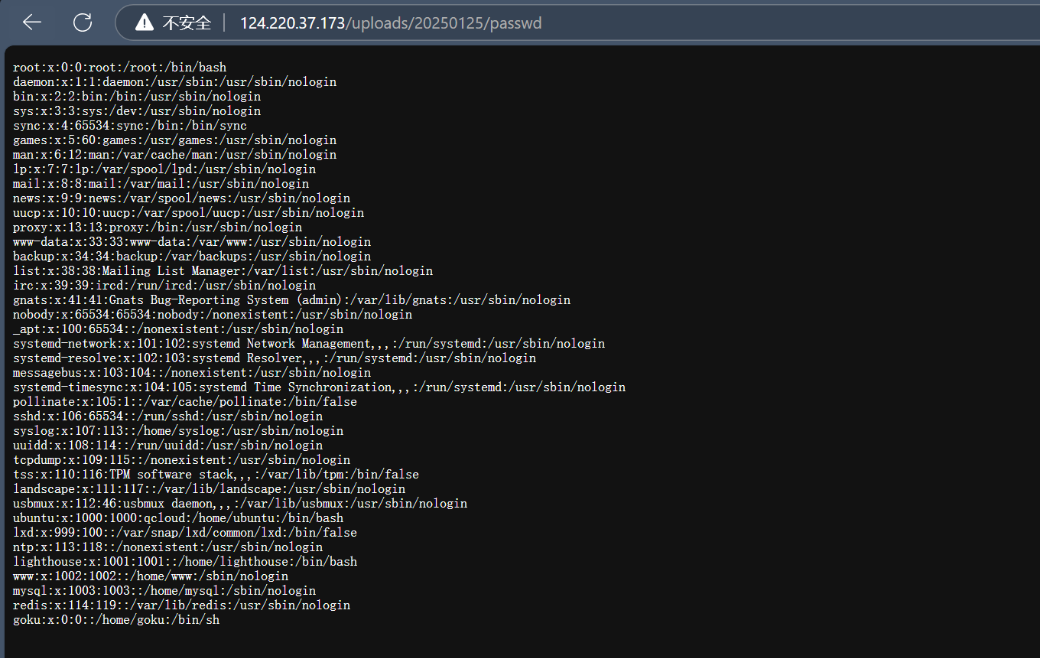 不安全 124.220.37.173/uploads/20250125/passwd
root:x:0:0:root:/root:/bin/bash
daemon:x:1:1:daemon:/usr/sbin:/usr/sbin/nologin
bin:x:2:2:bin:/bin:/usr/sbin/nologin
sys:x:3:3:sys:/dev:/usr/sbin/nologin
sync:x:4:65534:sync:/bin:/bin/sync
games:x:5:60:games:/usr/games:/usr/sbin/nologin
man:x:6:12:man:/var/cache/man:/usr/sbin/nologin
lp:x:7:7:lp:/var/spool/lpd:/usr/sbin/nologin
mail:x:8:8:mail:/var/mail:/usr/sbin/nologin
news:x:9:9:news:/var/spool/news:/usr/sbin/nologin
uucp:x:10:10:uucp:/var/spool/uucp:/usr/sbin/nologin
proxy:x:13:13:proxy:/bin:/usr/sbin/nologin
www-data:x:33:33:www-data:/var/www:/usr/sbin/nologin
backup:x:34:34:backup:/var/backups:/usr/sbin/nologin
list:x:38:38:Mailing List Manager:/var/list:/usr/sbin/nologin
irc:x:39:39:ircd:/run/ircd:/usr/sbin/nologin
gnats:x:41:41:Gnats Bug-Reporting System (admin):/var/lib/gnats:/usr/sbin/nologin
nobody:x:65534:65534:nobody:/nonexistent:/usr/sbin/nologin
_apt:x:100:65534::/nonexistent:/usr/sbin/nologin
systemd-network:x:101:102:systemd Network Management,,,:/run/systemd:/usr/sbin/nologin
systemd-resolve:x:102:103:systemd Resolver,,,:/run/systemd:/usr/sbin/nologin
messagebus:x:103:104::/nonexistent:/usr/sbin/nologin
systemd-timesync:x:104:105:systemd Time Synchronization,,,:/run/systemd:/usr/sbin/nologin
pollinate:x:105:1::/var/cache/pollinate:/bin/false
sshd:x:106:65534::/run/sshd:/usr/sbin/nologin
syslog:x:107:113::/home/syslog:/usr/sbin/nologin
uuidd:x:108:114::/run/uuidd:/usr/sbin/nologin
tcpdump:x:109:115::/nonexistent:/usr/sbin/nologin
tss:x:110:116:TPM software stack,,,:/var/lib/tpm:/bin/false
landscape:x:111:117::/var/lib/landscape:/usr/sbin/nologin
usbmux:x:112:46:usbmux daemon,,,:/var/lib/usbmux:/usr/sbin/nologin
ubuntu:x:1000:1000:qcloud:/home/ubuntu:/bin/bash
lxd:x:999:100::/var/snap/lxd/common/lxd:/bin/false
ntp:x:113:118::/nonexistent:/usr/sbin/nologin
lighthouse:x:1001:1001::/home/lighthouse:/bin/bash
www:x:1002:1002::/home/www:/sbin/nologin
mysql:x:1003:1003::/home/mysql:/sbin/nologin
redis:x:114:119::/var/lib/redis:/usr/sbin/nologin
goku:x:0:0::/home/goku:/bin/sh